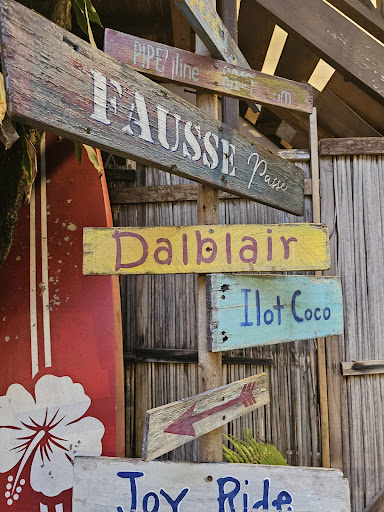 PIPE'line
FAUSSE Passe
Dalblair
Ilot Coco
Joy Ride